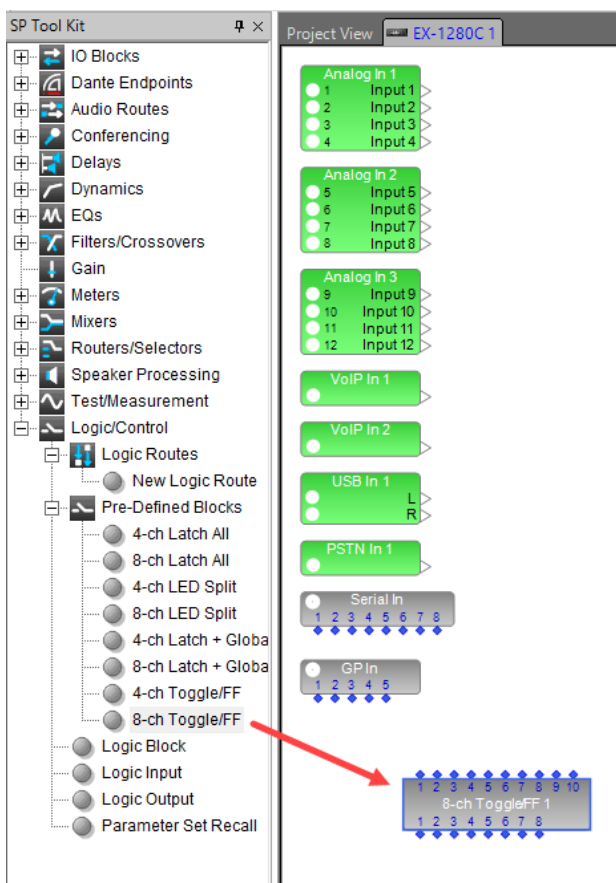 SP Tool Kit
IO Blocks
Dante Endpoints
Audio Routes
Conferencing
Delays
Dynamics
EQs
Filters/Crossovers
Gain
Meters
Mixers
Routers/Selectors
Speaker Processing
Test/Measurement
Logic/Control
Logic Routes
New Logic Route
Pre-Defined Blocks
4-ch Latch All
8-ch Latch All
4-ch LED Split
8-ch LED Split
4-ch Latch + Globa
8-ch Latch + Globa
4-ch Toggle/FF
8-ch Toggle/FF
Logic Block
Logic Input
Logic Output
Parameter Set Recall
Project View EX-1280C 1
Analog In 1
1 Input 1
2 Input 2
3 Input 3
4 Input 4
Analog In 2
5 Input 5
6 Input 6
7 Input 7
8 Input 8
Analog In 3
9 Input 9
10 Input 10
11 Input 11
12 Input 12
VoIP In 1
VoIP In 2
USB In 1
L
R
PSTN In 1
Serial In
1 2 3 4 5 6 7 8
GP In
1 2 3 4 5
1 2 3 4 5 6 7 8 9 10
8-ch Toggle/FF 1
1 2 3 4 5 6 7 8